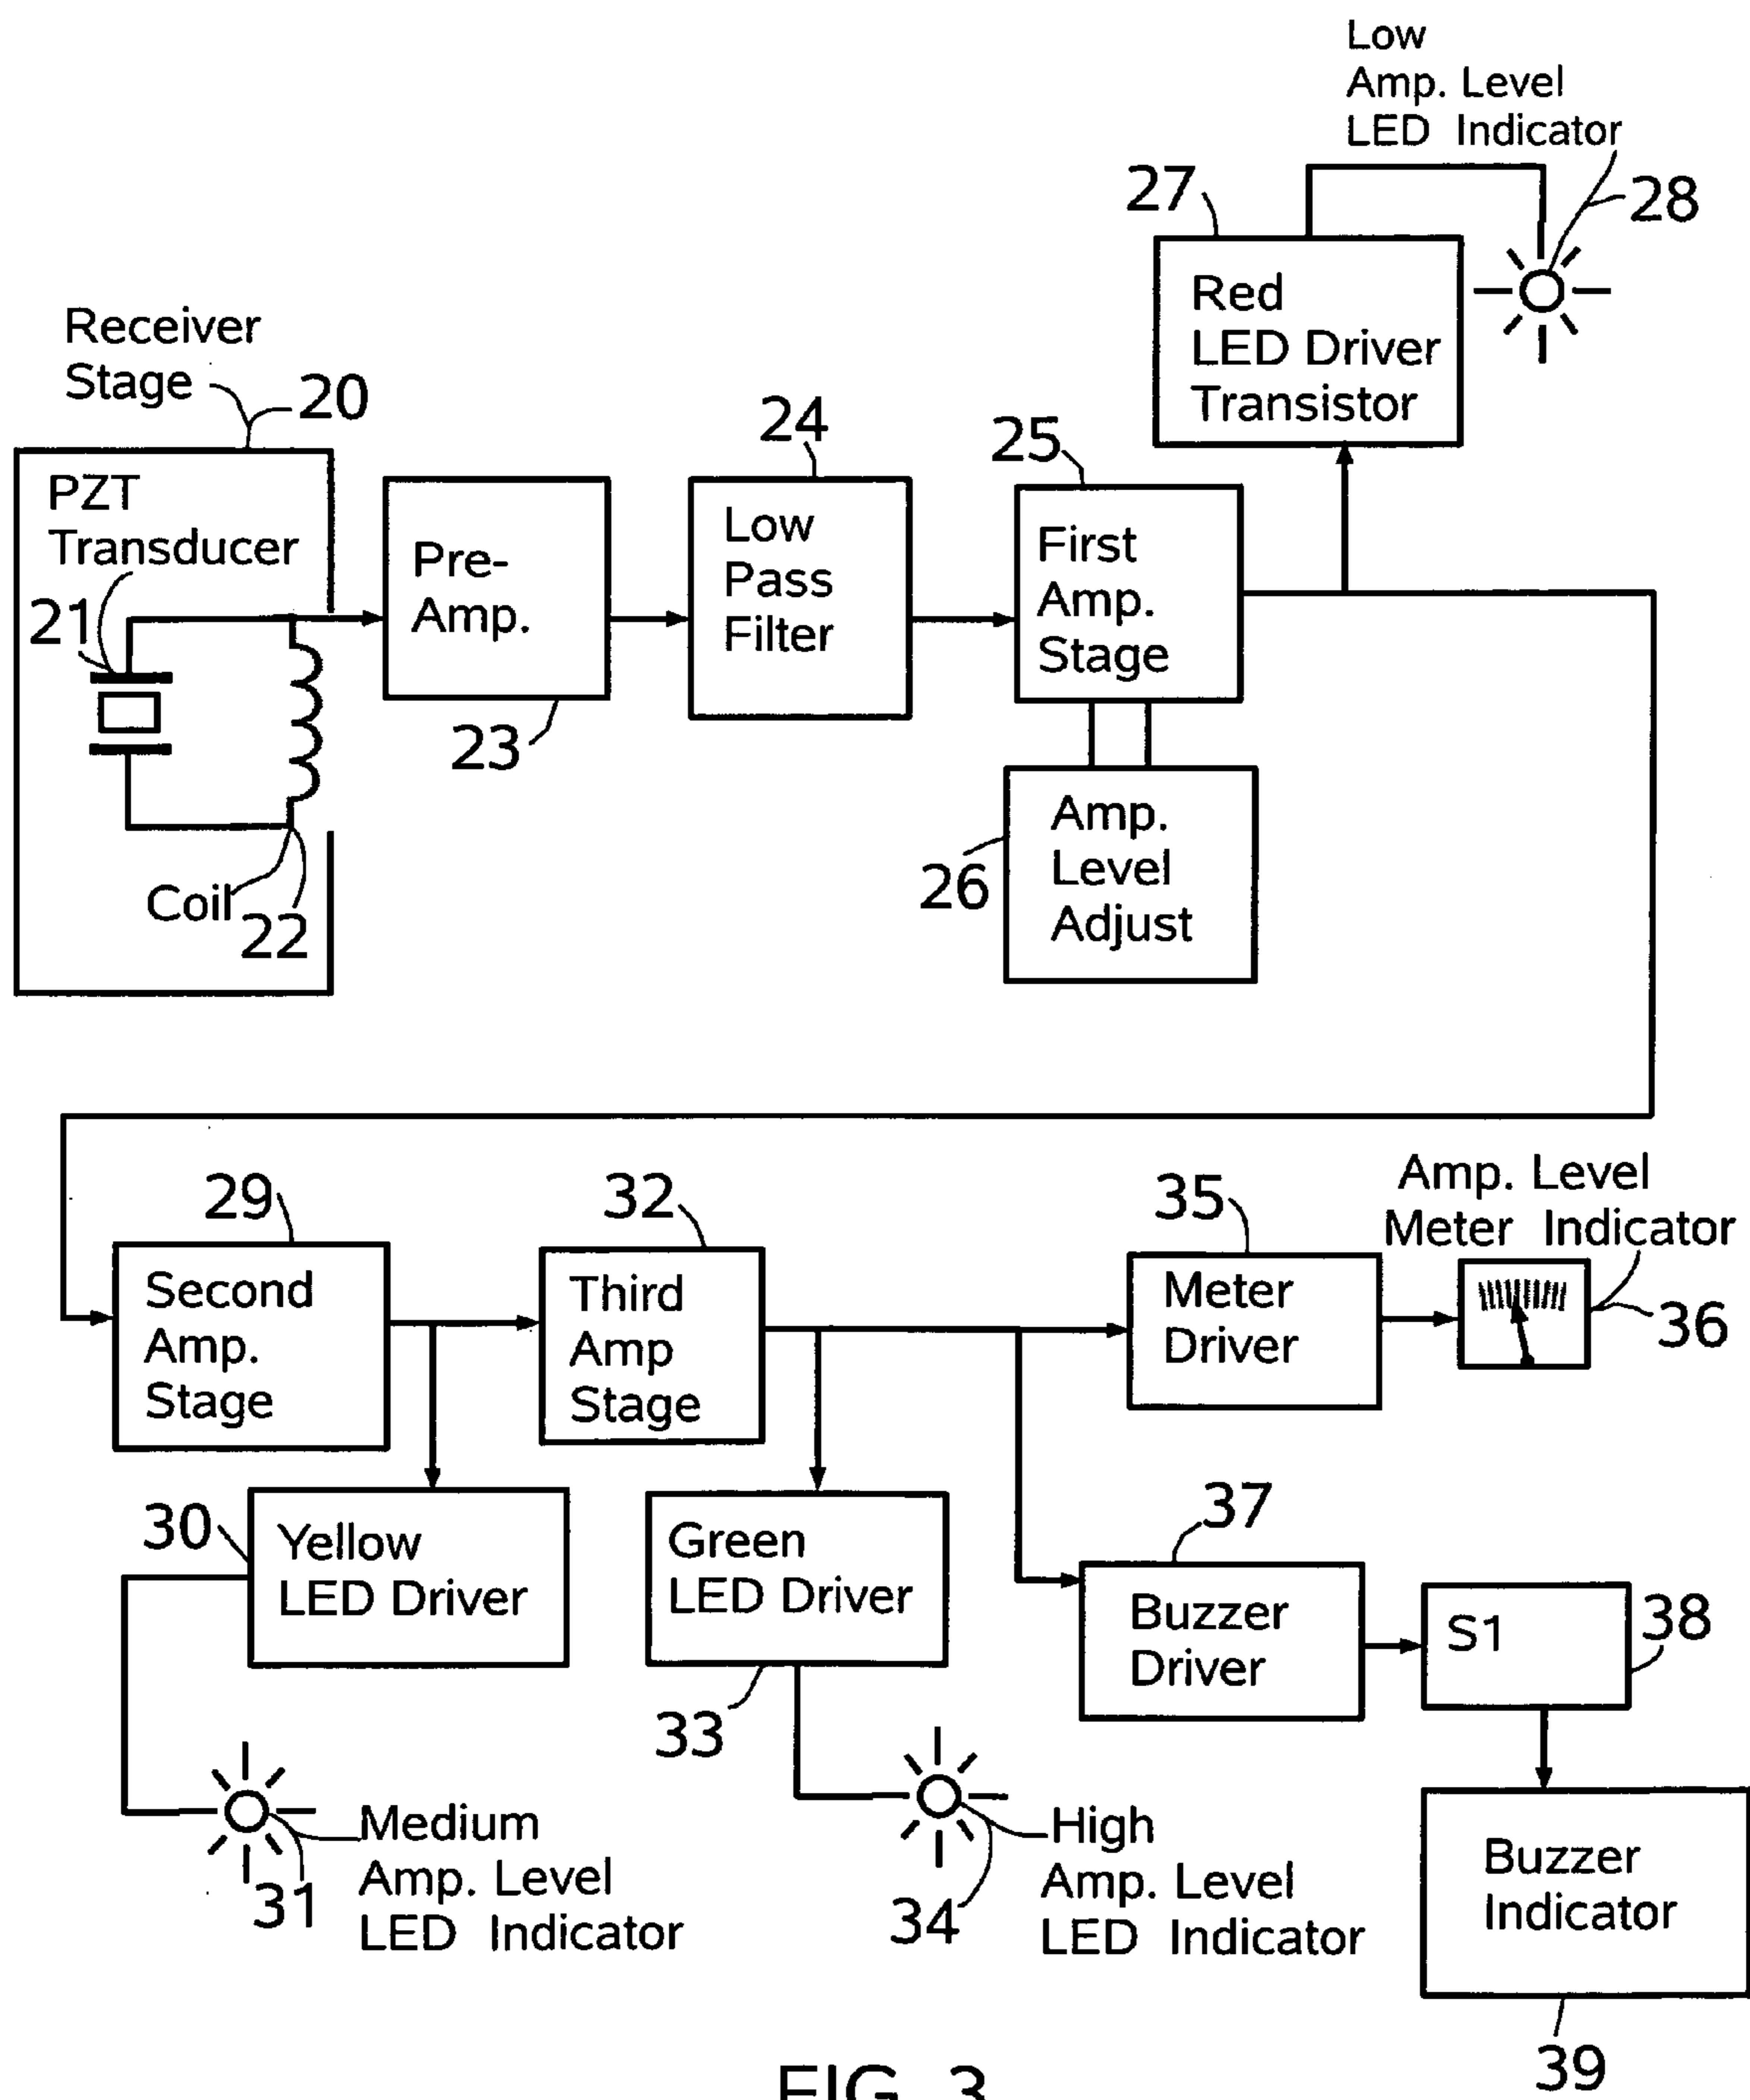 Low
Amp. Level
LED Indicator
27
28
Red
LED Driver
Transistor
Receiver
Stage
20
24
25
PZT
Transducer
21
Pre-
Amp.
Low
Pass
Filter
First
Amp.
Stage
23
Amp.
Level
Adjust
26
Coil
22
29
32
35
Amp. Level
Meter Indicator
Second
Amp.
Stage
Third
Amp
Stage
Meter
Driver
36
30
Yellow
LED Driver
Green
LED Driver
37
Buzzer
Driver
S1
38
33
31
Medium
Amp. Level
LED Indicator
34
High
Amp. Level
LED Indicator
Buzzer
Indicator
39
FIG. 3